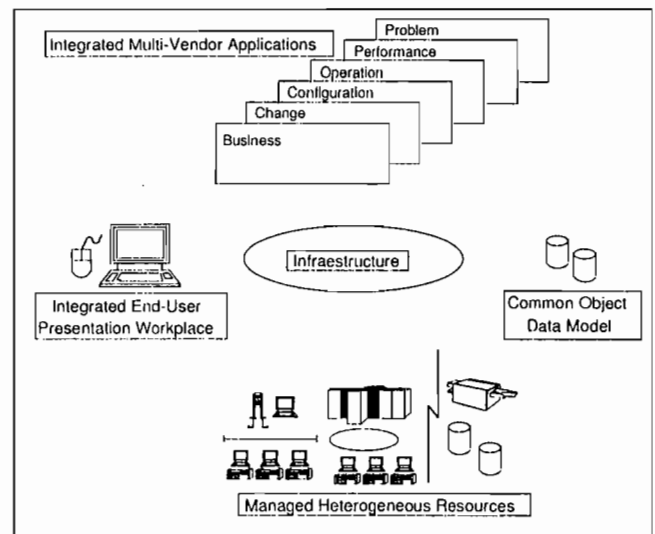 Integrated Multi-Vendor Applications
Problem
Performance
Operation
Configuration
Change
Business
Infraestructure
Integrated End-User
Presentation Workplace
Common Object
Data Model
Managed Heterogeneous Resources